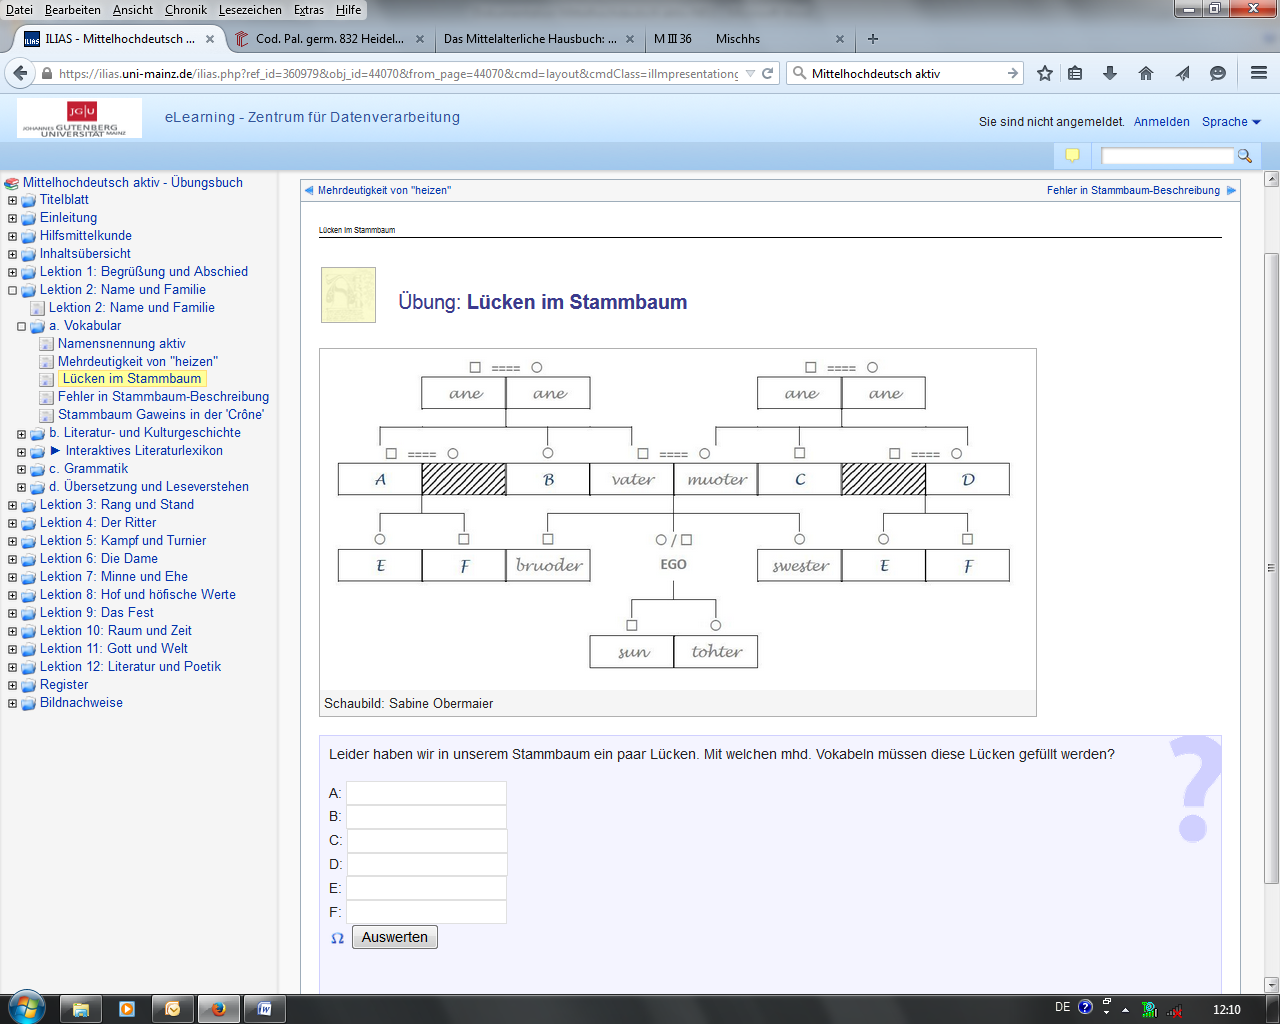 Datei Bearbeiten Ansicht Chronik Lesezeichen Extras Hilfe
ILIAS - Mittelhochdeutsch ... Cod. Pal. germ. 832 Heidel... Das Mittelalterliche Hausbuch: ... M III 36 Mischhs
https://ilias.uni-mainz.de/ilias.php?ref_id=360979&obj_id=44070&from_page=44070&cmd=layout&cmdClass=illmpresentationg Mittelhochdeutsch aktiv
JG|U
JOHANNES GUTENBERG
UNIVERSITÄT MAINZ
eLearning - Zentrum für Datenverarbeitung
Sie sind nicht angemeldet. Anmelden Sprache
Mittelhochdeutsch aktiv - Übungsbuch
Titelblatt
Einleitung
Hilfsmittelkunde
Inhaltsübersicht
Lektion 1: Begrüßung und Abschied
Lektion 2: Name und Familie
Lektion 2: Name und Familie
a. Vokabular
Namensnennung aktiv
Mehrdeutigkeit von "heizen"
Lücken im Stammbaum
Fehler in Stammbaum-Beschreibung
Stammbaum Gaweins in der 'Crône'
b. Literatur- und Kulturgeschichte
► Interaktives Literaturlexikon
c. Grammatik
d. Übersetzung und Leseverstehen
Lektion 3: Rang und Stand
Lektion 4: Der Ritter
Lektion 5: Kampf und Turnier
Lektion 6: Die Dame
Lektion 7: Minne und Ehe
Lektion 8: Hof und höfische Werte
Lektion 9: Das Fest
Lektion 10: Raum und Zeit
Lektion 11: Gott und Welt
Lektion 12: Literatur und Poetik
Register
Bildnachweise
Mehrdeutigkeit von "heizen" Fehler in Stammbaum-Beschreibung
Lücken im Stammbaum
Übung: Lücken im Stammbaum
□ ==== ○ □ ==== ○
ane ane ane ane
□ ==== ○ ○ □ ==== ○ □ □ ==== ○
A B vater muoter C D
○ □ □ ○ / □ ○ ○ □
E F bruoder EGO swester E F
□ ○
sun tohter
Schaubild: Sabine Obermaier
Leider haben wir in unserem Stammbaum ein paar Lücken. Mit welchen mhd. Vokabeln müssen diese Lücken gefüllt werden?
?
A:
B:
C:
D:
E:
F:
Ω Auswerten
DE 12:10